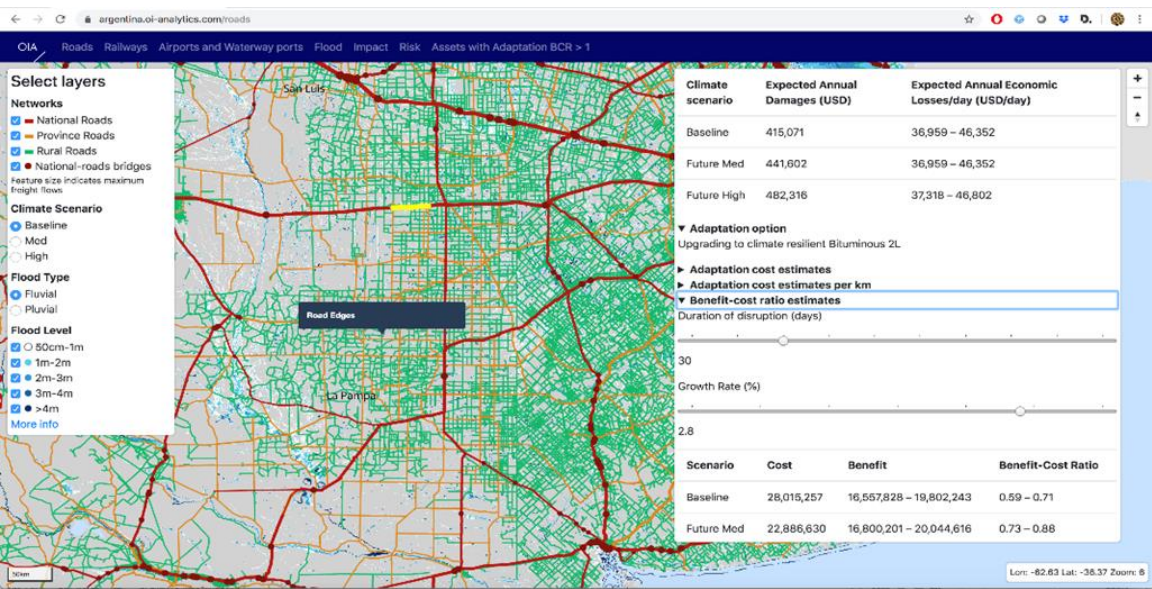 argentina.oi-analytics.com/roads
OIA Roads Railways Airports and Waterway ports Flood Impact Risk Assets with Adaptation BCR > 1
Select layers
Networks
National Roads
Province Roads
Rural Roads
National-roads bridges
Feature size indicates maximum
freight flows
Climate Scenario
Baseline
Med
High
Flood Type
Fluvial
Pluvial
Flood Level
50cm-1m
1m-2m
2m-3m
3m-4m
>4m
More info
50km
San Luis
Road Edges
La Pampa
Climate scenario Expected Annual Damages (USD) Expected Annual Economic Losses/day (USD/day)
Baseline 415,071 36,959 – 46,352
Future Med 441,602 36,959 – 46,352
Future High 482,316 37,318 – 46,802
▼ Adaptation option
Upgrading to climate resilient Bituminous 2L
► Adaptation cost estimates
► Adaptation cost estimates per km
▼ Benefit-cost ratio estimates
Duration of disruption (days)
30
Growth Rate (%)
2.8
Scenario Cost Benefit Benefit-Cost Ratio
Baseline 28,015,257 16,557,828 – 19,802,243 0.59 – 0.71
Future Med 22,886,630 16,800,201 – 20,044,616 0.73 – 0.88
Lon: -62.63 Lat: -36.37 Zoom: 6